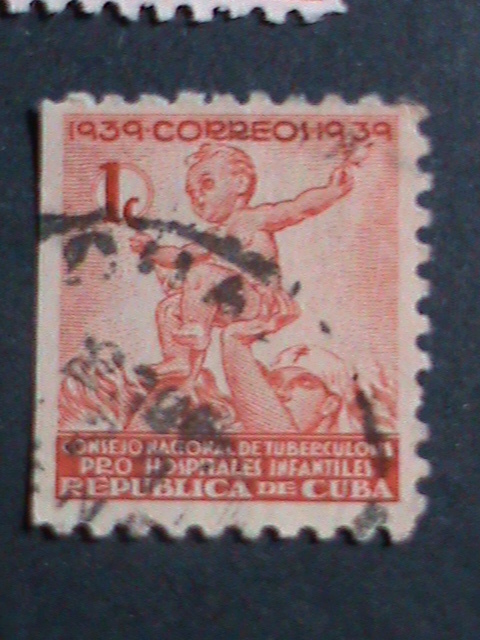 1939·CORREOS·1939
1c
CONSEJO NACIONAL DE TUBERCULOSIS
PRO HOSPITALES INFANTILES
REPUBLICA DE CUBA